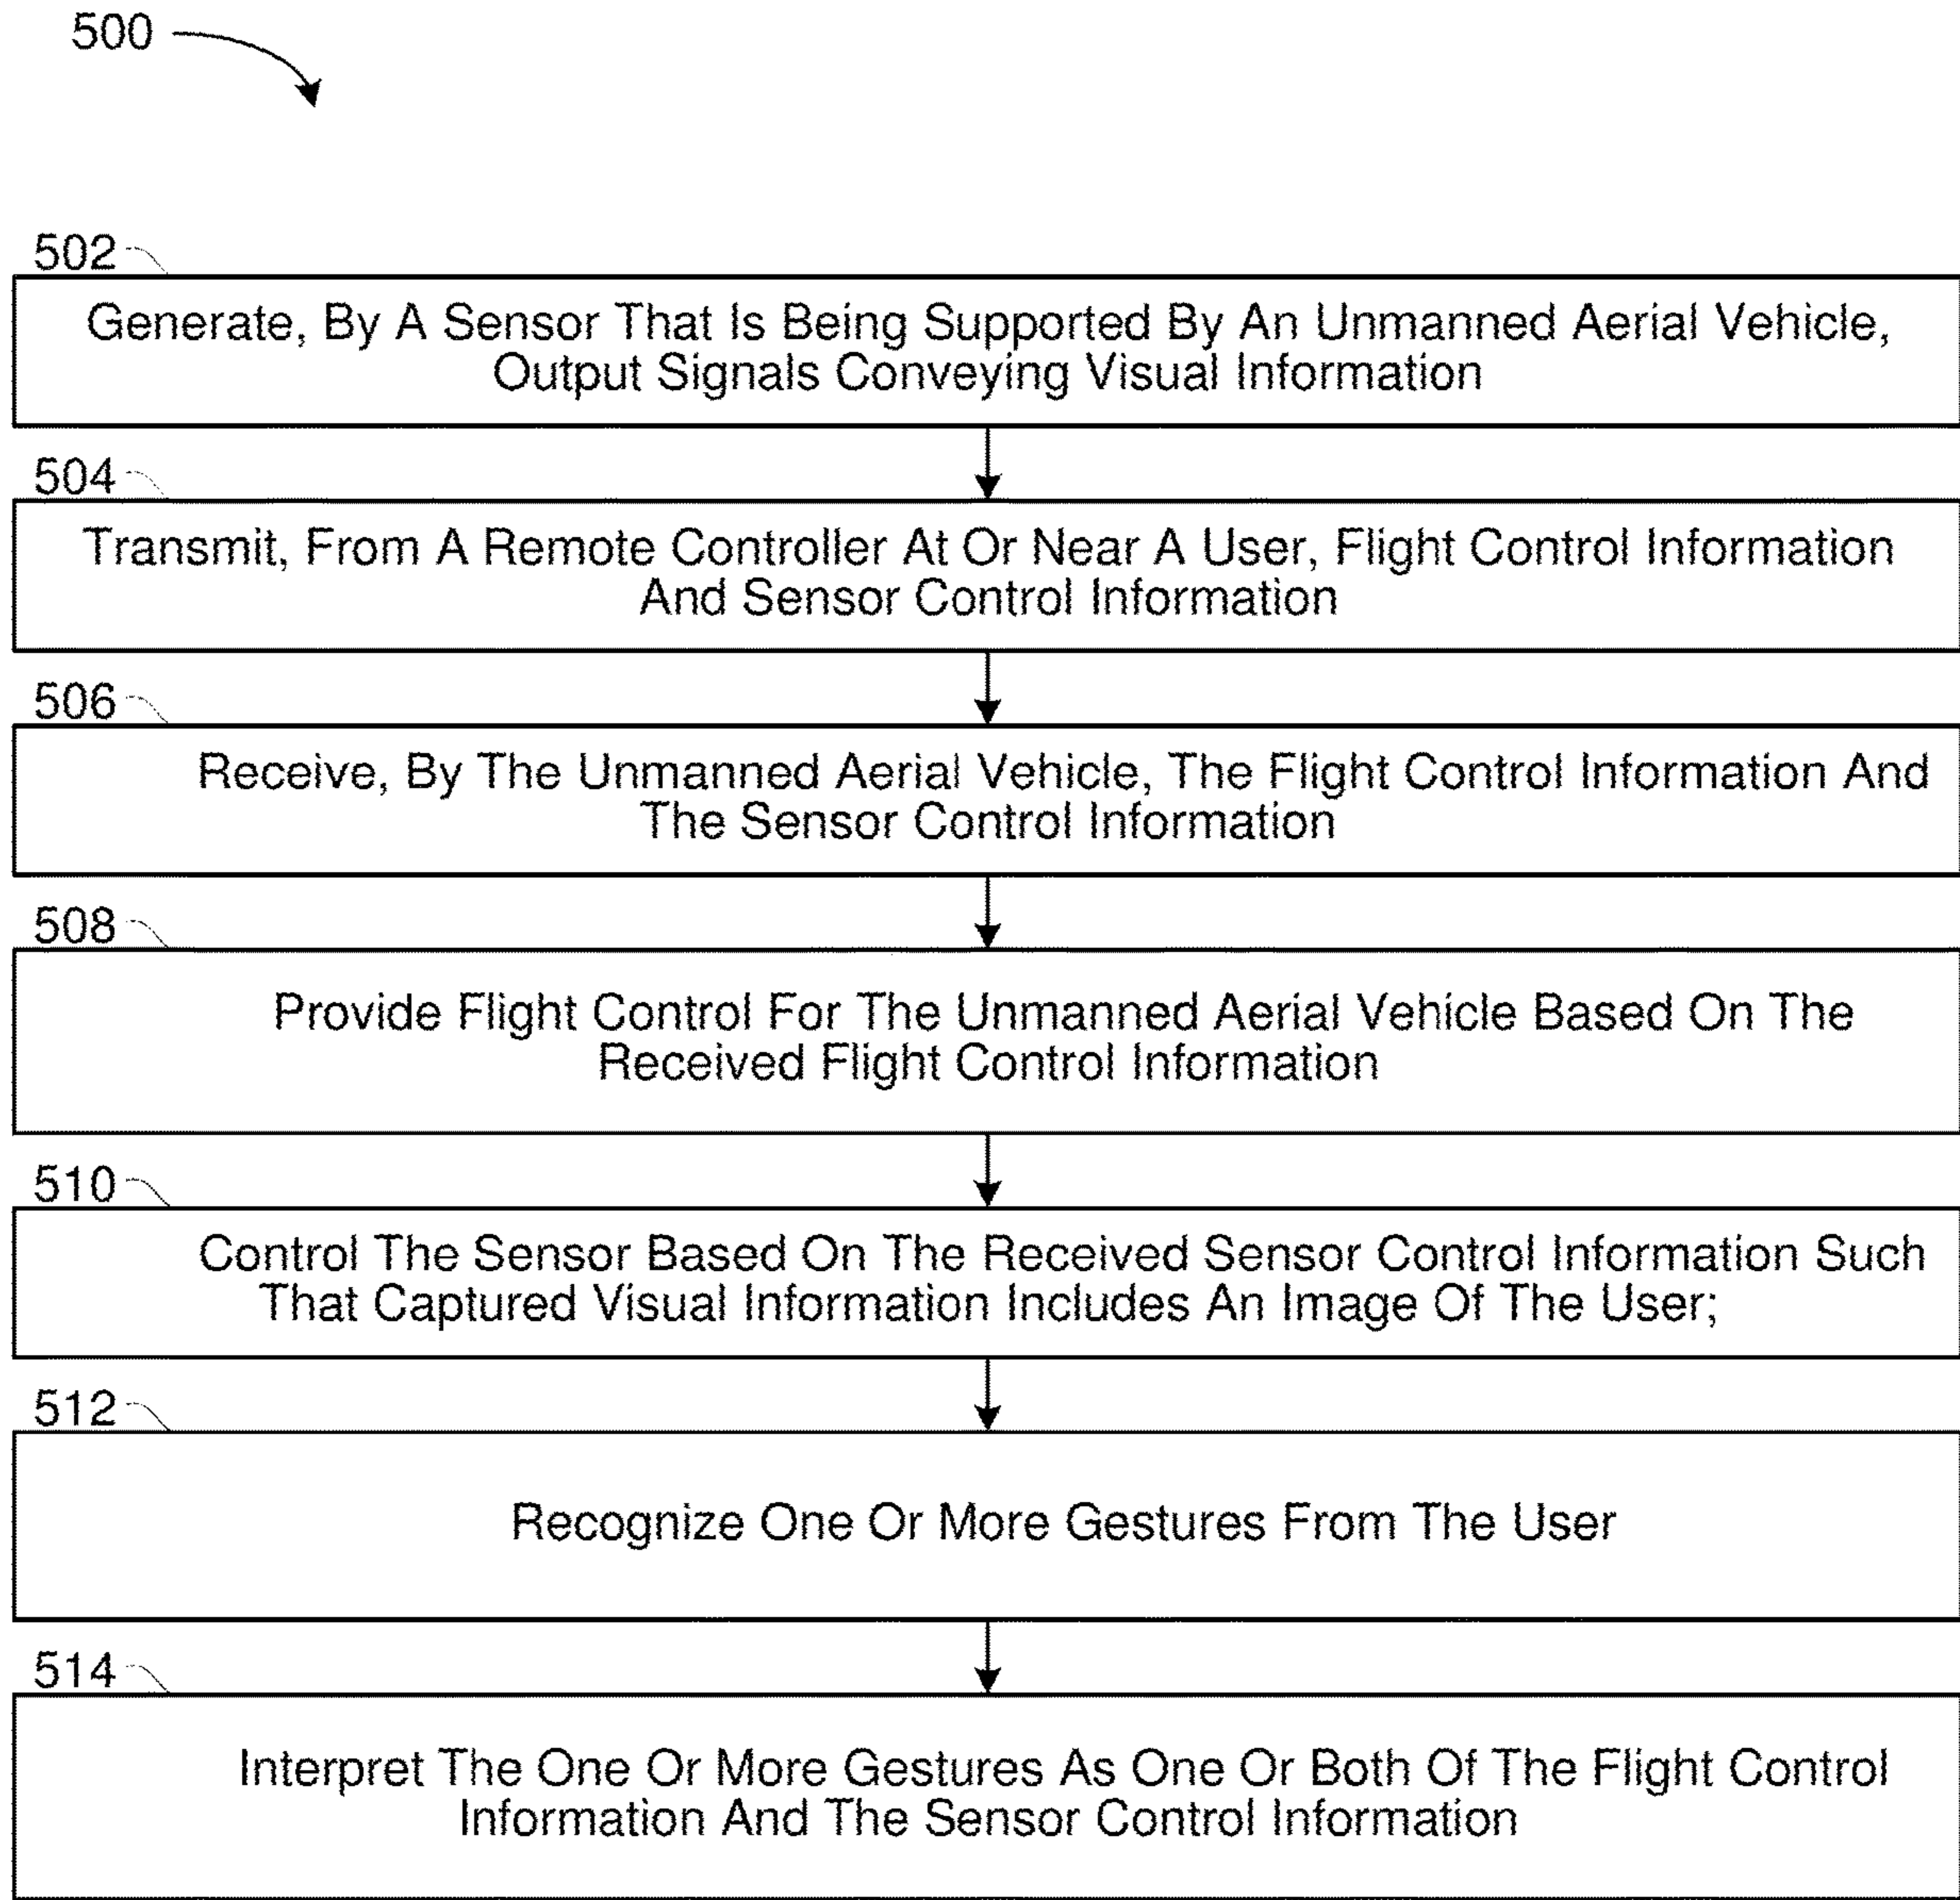 500
502
Generate, By A Sensor That Is Being Supported By An Unmanned Aerial Vehicle,
Output Signals Conveying Visual Information
504
Transmit, From A Remote Controller At Or Near A User, Flight Control Information
And Sensor Control Information
506
Receive, By The Unmanned Aerial Vehicle, The Flight Control Information And
The Sensor Control Information
508
Provide Flight Control For The Unmanned Aerial Vehicle Based On The
Received Flight Control Information
510
Control The Sensor Based On The Received Sensor Control Information Such
That Captured Visual Information Includes An Image Of The User;
512
Recognize One Or More Gestures From The User
514
Interpret The One Or More Gestures As One Or Both Of The Flight Control
Information And The Sensor Control Information